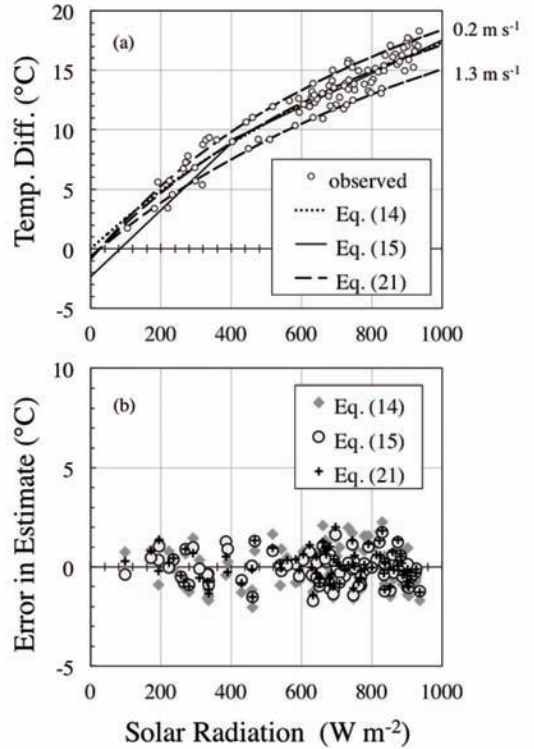 20
15
10
5
0
-5
Temp. Diff. (°C)
(a)
0.2 m s⁻¹
1.3 m s⁻¹
observed
Eq. (14)
Eq. (15)
Eq. (21)
0 200 400 600 800 1000
10
5
0
-5
Error in Estimate (°C)
(b)
Eq. (14)
Eq. (15)
Eq. (21)
0 200 400 600 800 1000
Solar Radiation (W m⁻²)